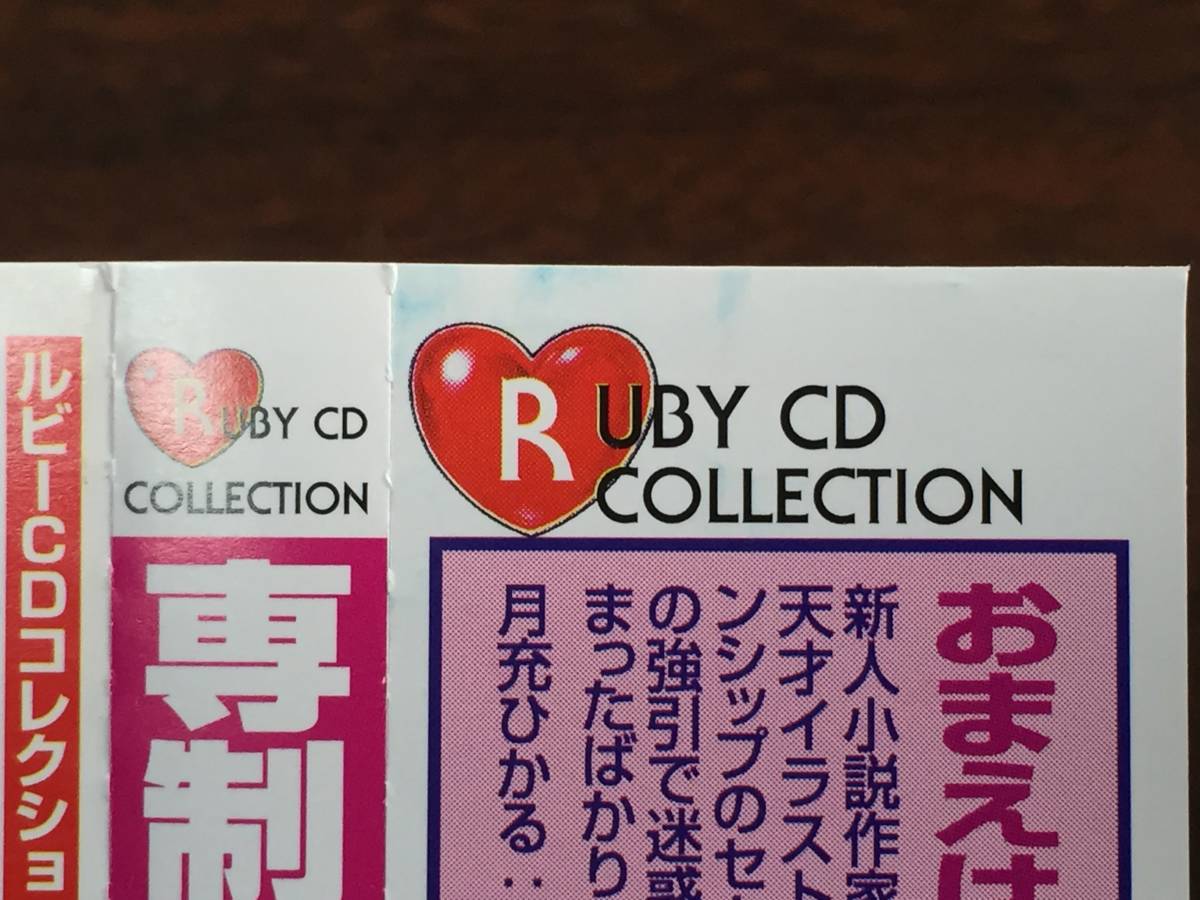 RUBY CD
COLLECTION
おまえは
新人小説作家
天才イラスト
ンシップのセ
の強引で迷惑
まったばかり
月充ひかる‥
RUBY CD
COLLECTION
専制
ルビーCDコレクショ